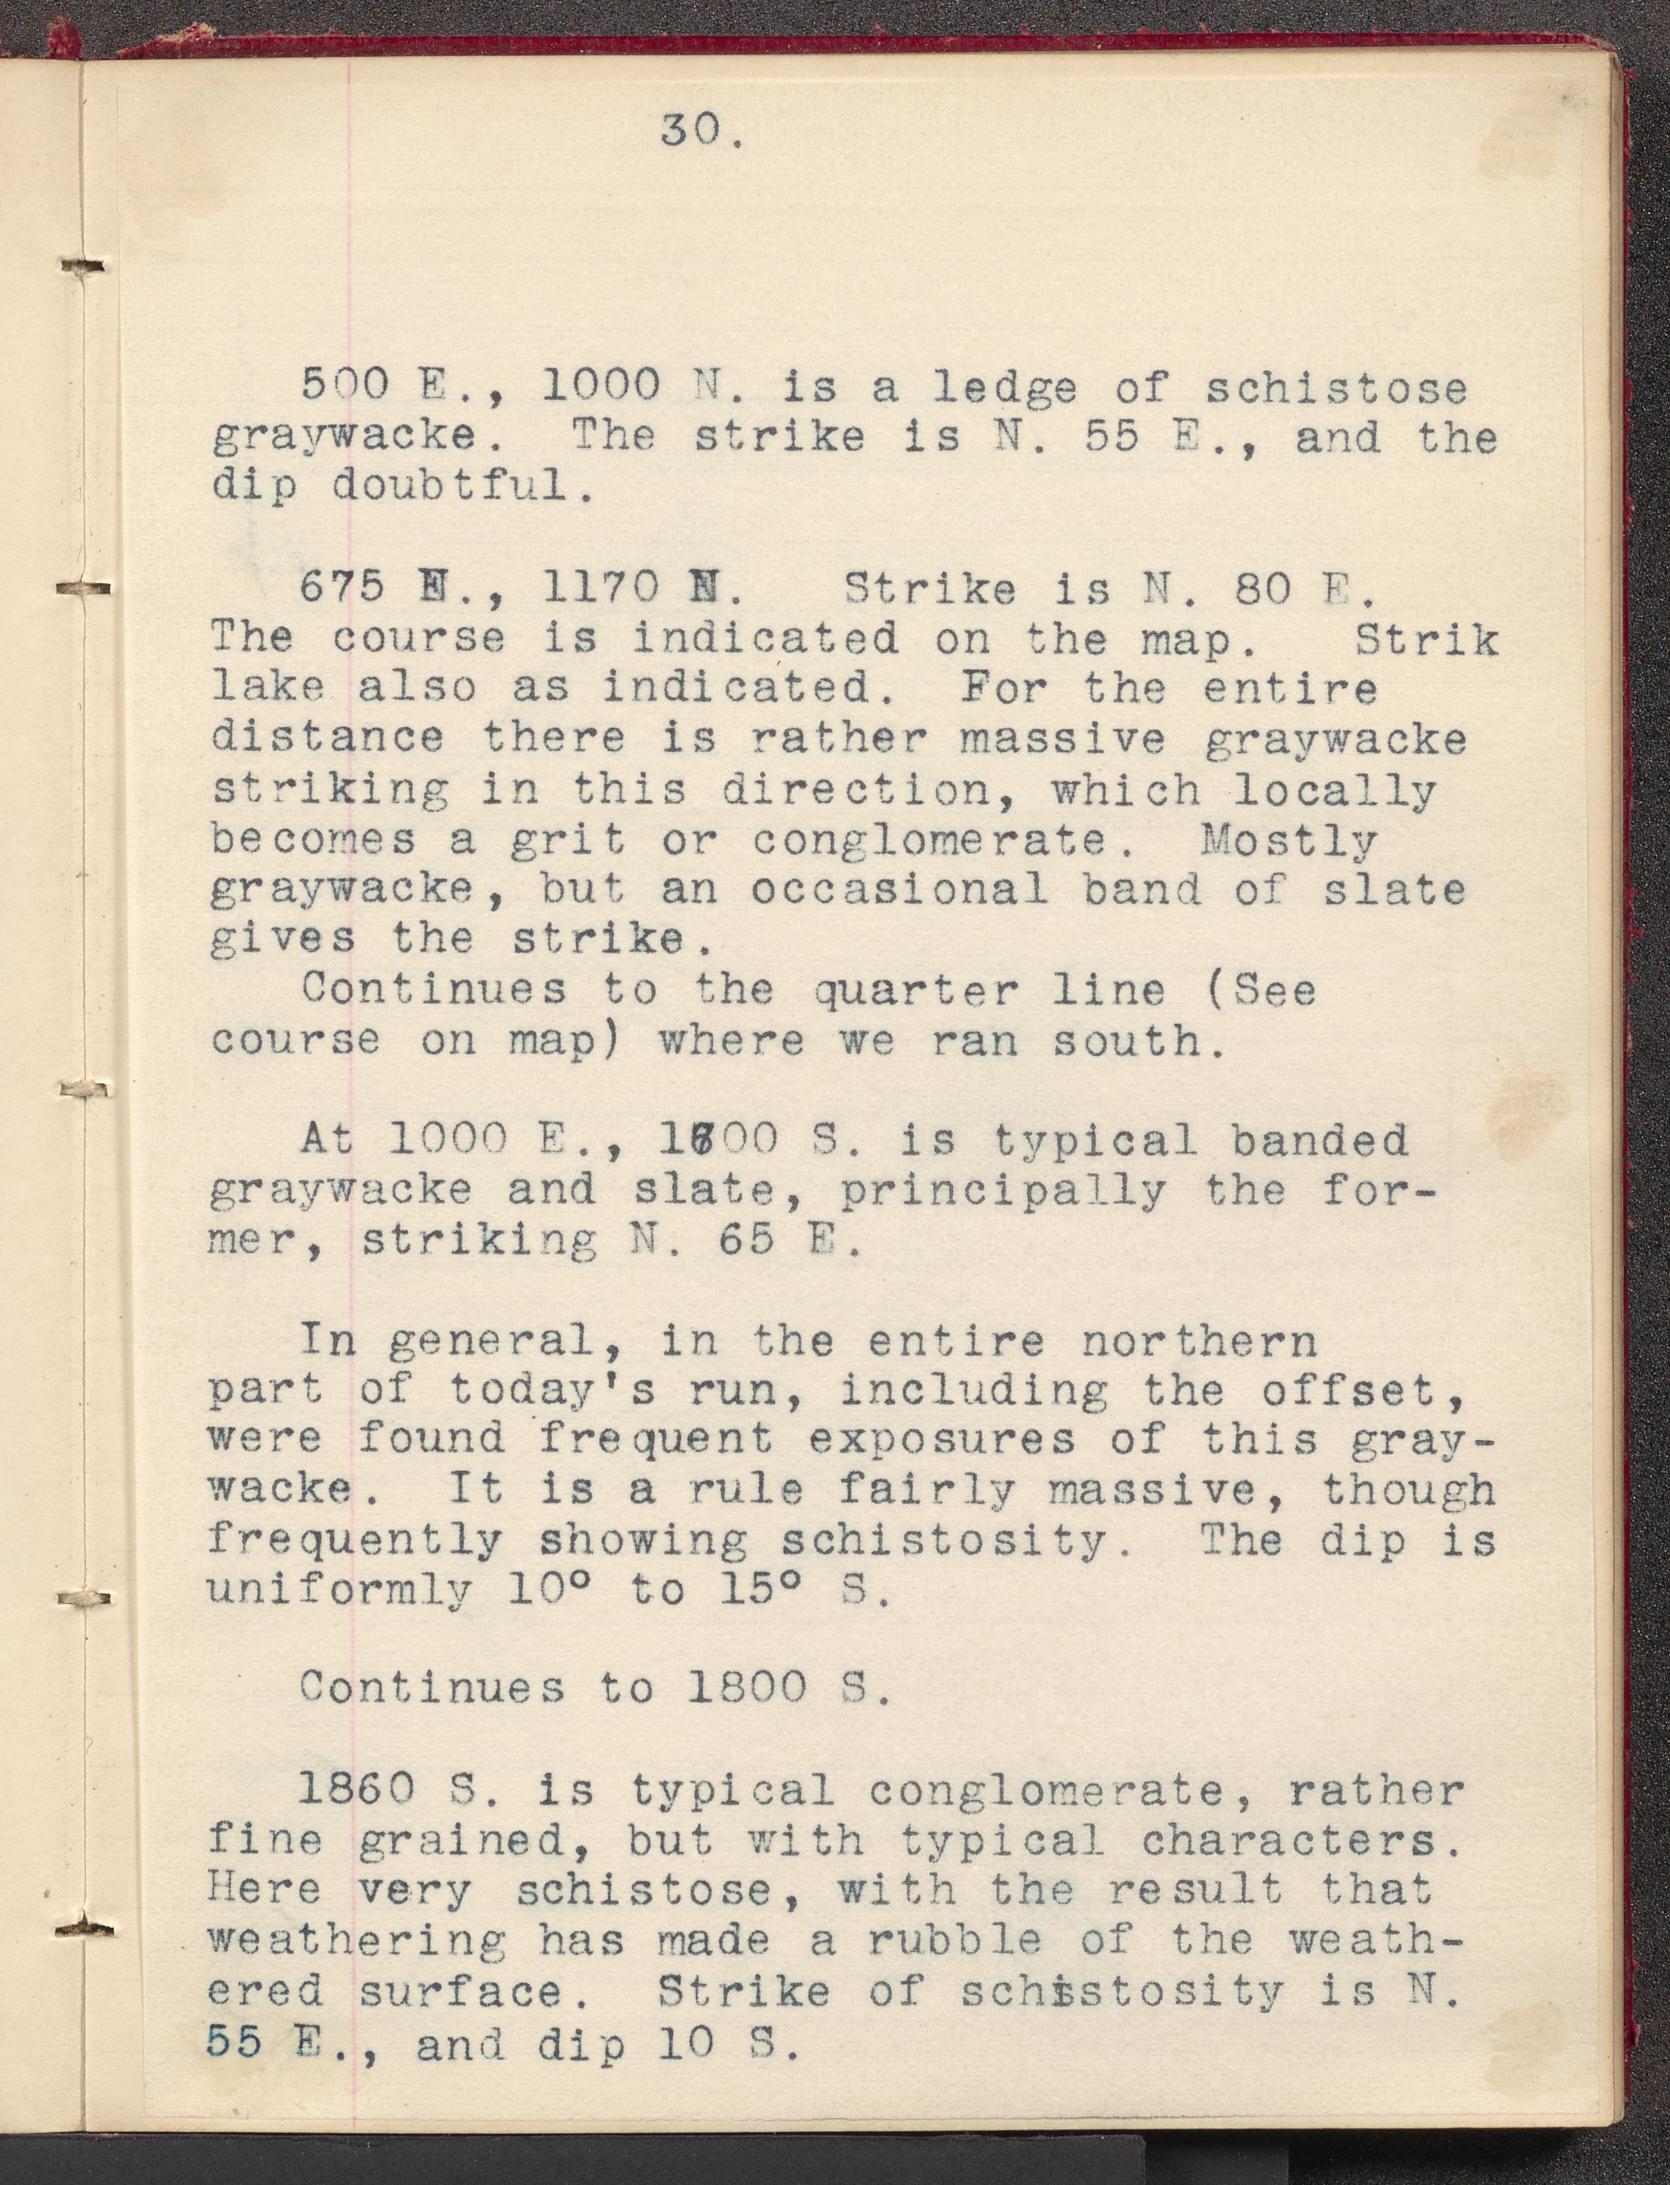 30.
500 E., 1000 N. is a ledge of schistose
graywacke. The strike is N. 55 E., and the
dip doubtful.
675 E., 1170 N. Strike is N. 80 E.
The course is indicated on the map. Strik
lake also as indicated. For the entire
distance there is rather massive graywacke
striking in this direction, which locally
becomes a grit or conglomerate. Mostly
graywacke, but an occasional band of slate
gives the strike.
Continues to the quarter line (See
course on map) where we ran south.
At 1000 E., S. is typical banded
graywacke and slate, principally the for-
mer, striking N. 65 E.
In general, in the entire northern
part of today's run, including the offset,
were found frequent exposures of this gray-
wacke. It is a rule fairly massive, though
frequently showing schistosity. The dip is
uniformly 10° to 15° S.
Continues to 1800 S.
1860 S. is typical conglomerate, rather
fine grained, but with typical characters.
Here very schistose, with the result that
weathering has made a rubble of the weath-
ered surface. Strike of schistosity is N.
55 E., and dip 10 S.